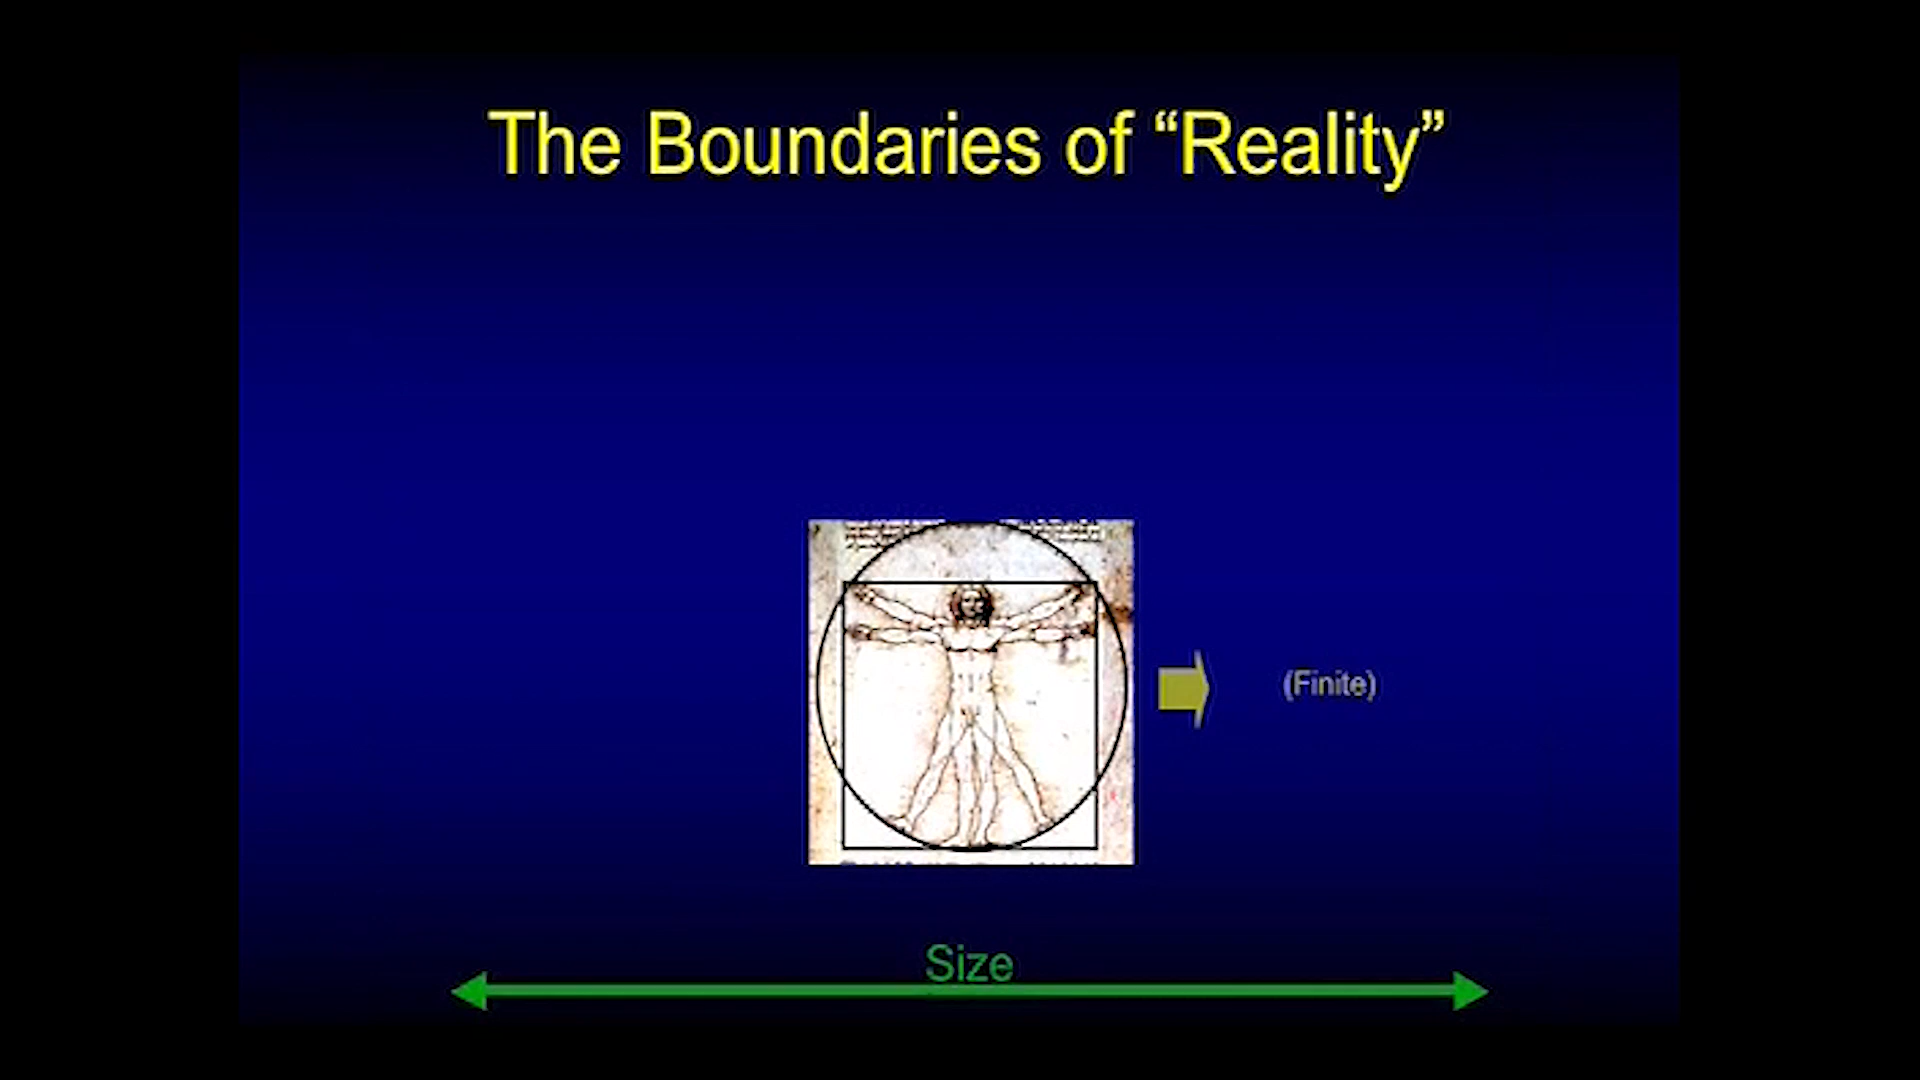 The Boundaries of “Reality”
(Finite)
Size